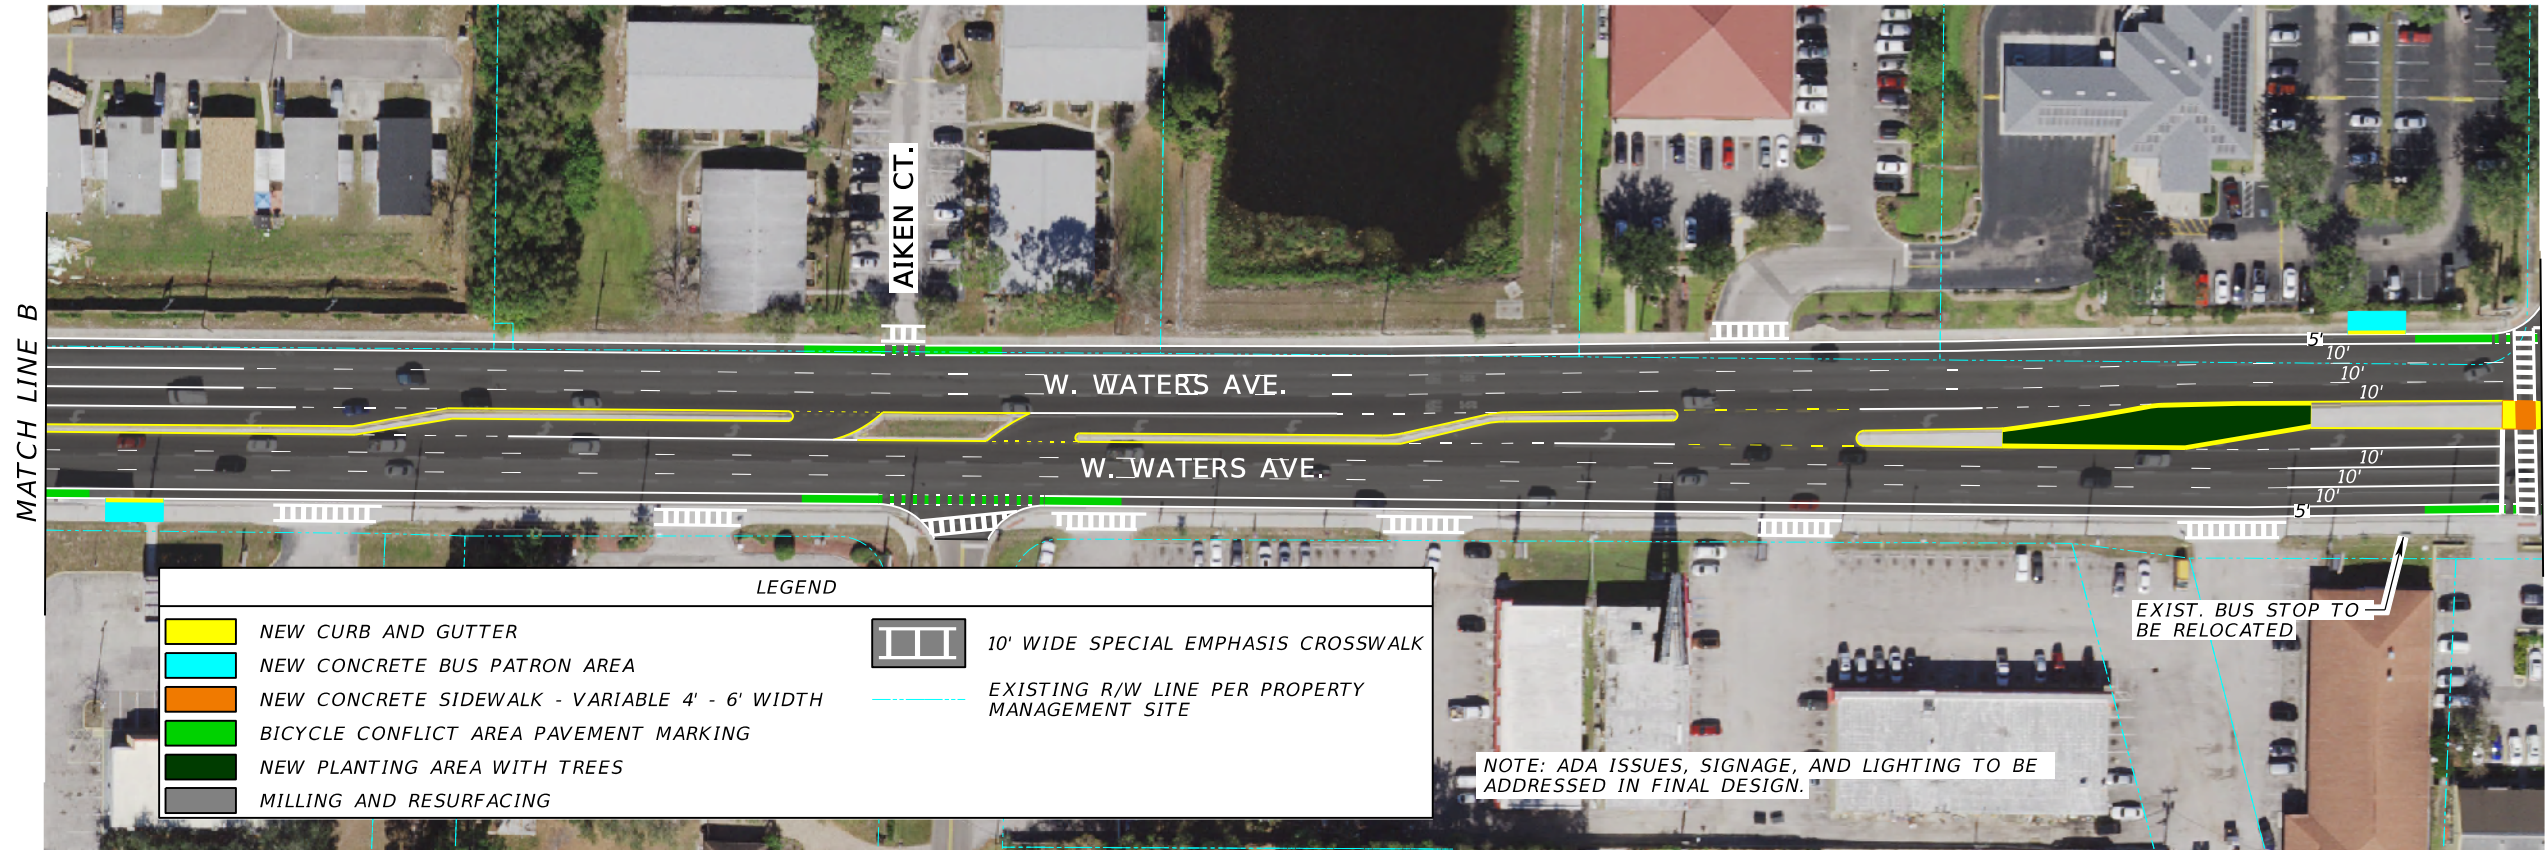 MATCH LINE B
AIKEN CT.
W. WATERS AVE.
W. WATERS AVE.
5'
10'
10'
10'
10'
10'
10'
5'
EXIST. BUS STOP TO
BE RELOCATED
LEGEND
NEW CURB AND GUTTER
NEW CONCRETE BUS PATRON AREA
NEW CONCRETE SIDEWALK - VARIABLE 4' - 6' WIDTH
BICYCLE CONFLICT AREA PAVEMENT MARKING
NEW PLANTING AREA WITH TREES
MILLING AND RESURFACING
10' WIDE SPECIAL EMPHASIS CROSSWALK
EXISTING R/W LINE PER PROPERTY
MANAGEMENT SITE
NOTE: ADA ISSUES, SIGNAGE, AND LIGHTING TO BE
ADDRESSED IN FINAL DESIGN.